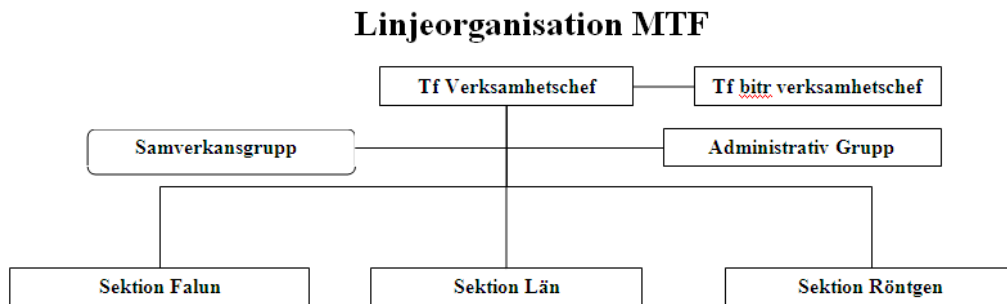 Linjeorganisation MTF
Tf Verksamhetschef
Tf bitr verksamhetschef
Samverkansgrupp
Administrativ Grupp
Sektion Falun
Sektion Län
Sektion Röntgen